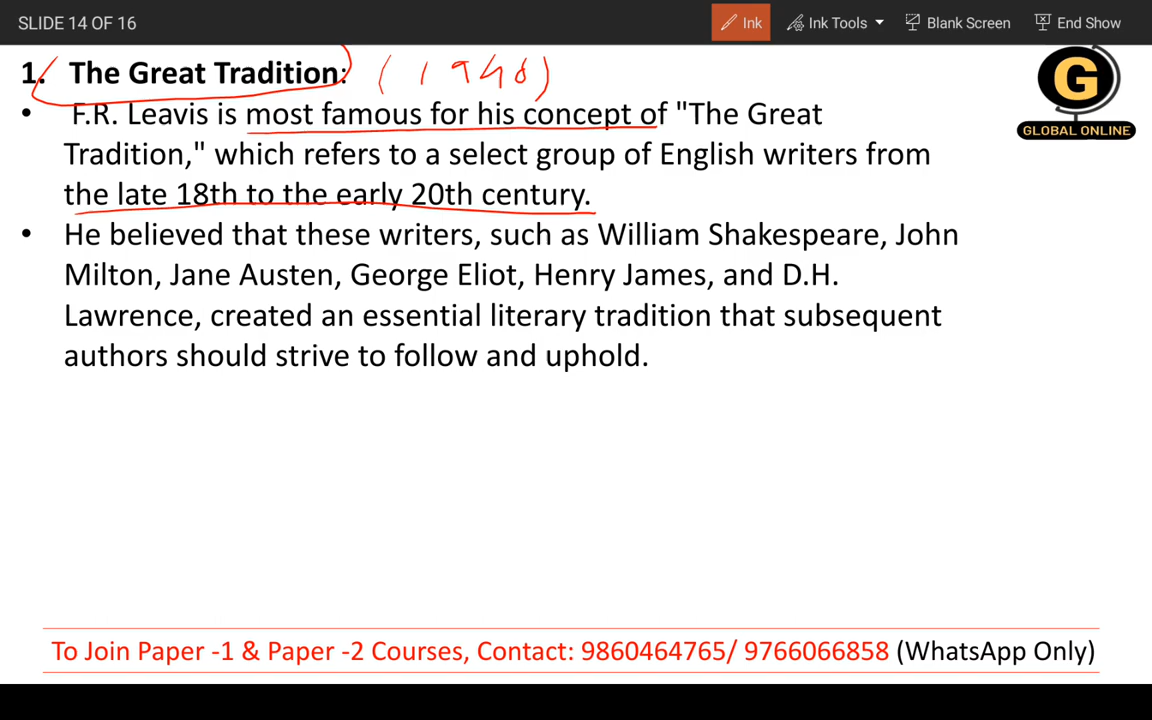 SLIDE 14 OF 16
Ink
Ink Tools
Blank Screen
End Show
1. The Great Tradition: (1948)
• F.R. Leavis is most famous for his concept of "The Great
Tradition," which refers to a select group of English writers from
the late 18th to the early 20th century.
• He believed that these writers, such as William Shakespeare, John
Milton, Jane Austen, George Eliot, Henry James, and D.H.
Lawrence, created an essential literary tradition that subsequent
authors should strive to follow and uphold.
G
GLOBAL ONLINE
To Join Paper -1 & Paper -2 Courses, Contact: 9860464765/ 9766066858 (WhatsApp Only)